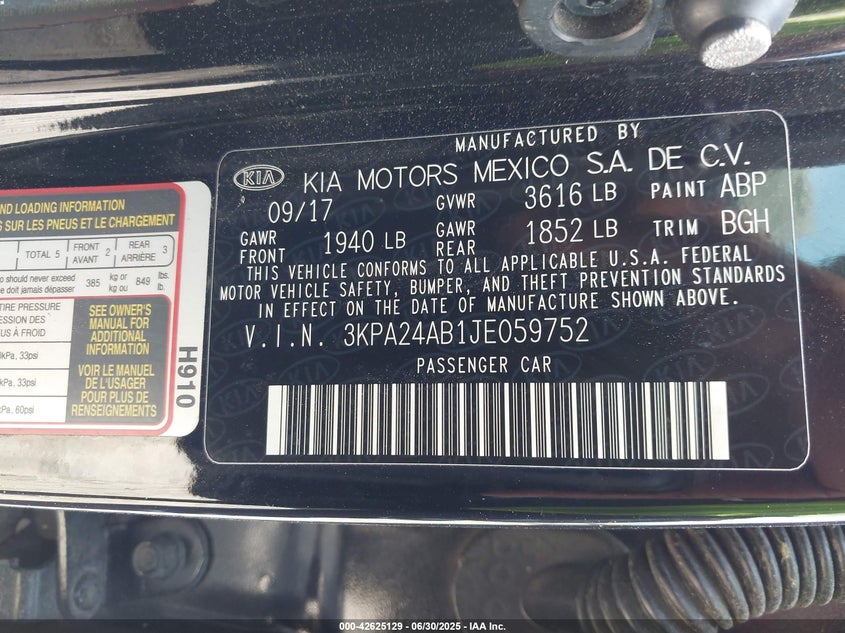 MANUFACTURED BY
KIA KIA MOTORS MEXICO S.A. DE C.V.
09/17 GVWR 3616 LB PAINT ABP
GAWR FRONT 1940 LB GAWR REAR 1852 LB TRIM BGH
THIS VEHICLE CONFORMS TO ALL APPLICABLE U.S.A. FEDERAL
MOTOR VEHICLE SAFETY, BUMPER, AND THEFT PREVENTION STANDARDS
IN EFFECT ON THE DATE OF MANUFACTURE SHOWN ABOVE.
V.I.N. 3KPA24AB1JE059752
PASSENGER CAR
ND LOADING INFORMATION
S SUR LES PNEUS ET LE CHARGEMENT
TOTAL 5 FRONT AVANT 2 REAR ARRIÈRE 3
should never exceed 385 kg or 849 lbs.
doit jamais dépasser kg ou lb.
TIRE PRESSURE
ESSION DES
S À FROID
kPa, 33psi
kPa, 33psi
kPa, 60psi
SEE OWNER'S
MANUAL FOR
ADDITIONAL
INFORMATION
VOIR LE MANUEL
DE L'USAGER
POUR PLUS DE
RENSEIGNEMENTS
H910
000-42625129 - 06/30/2025 - IAA Inc.